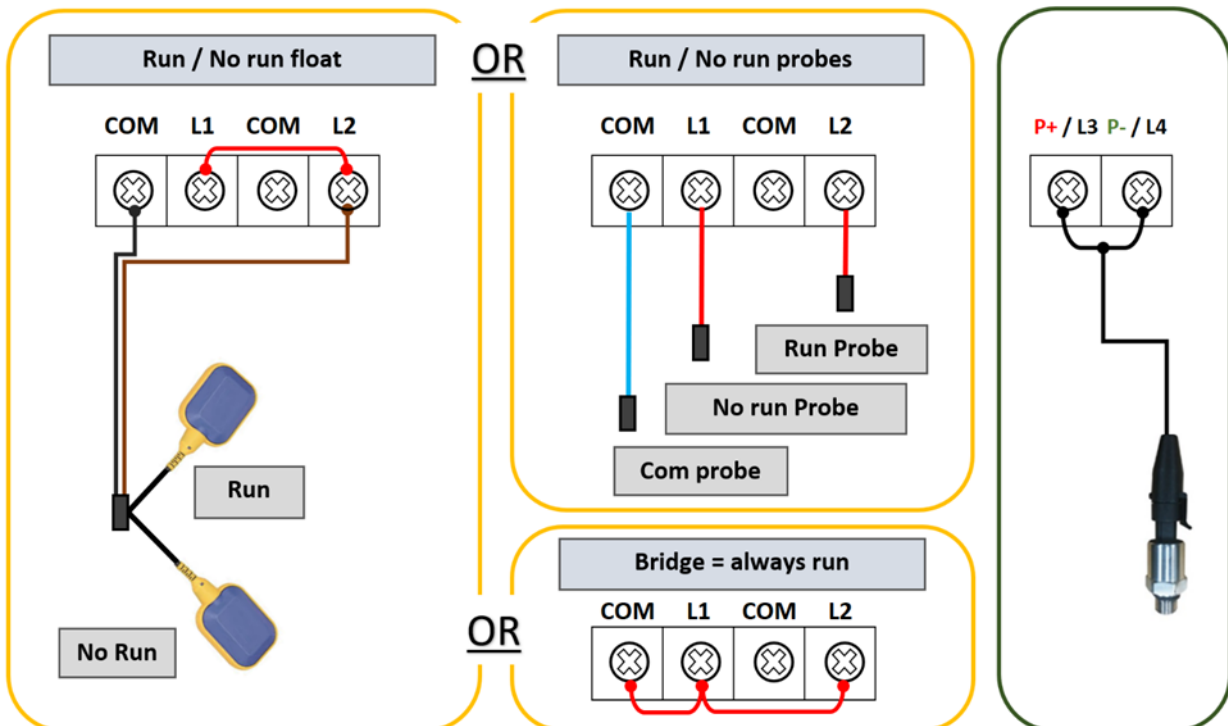 Run / No run float
COM L1 COM L2
Run
No Run
OR
Run / No run probes
COM L1 COM L2
Run Probe
No run Probe
Com probe
OR
Bridge = always run
COM L1 COM L2
P+ / L3 P- / L4